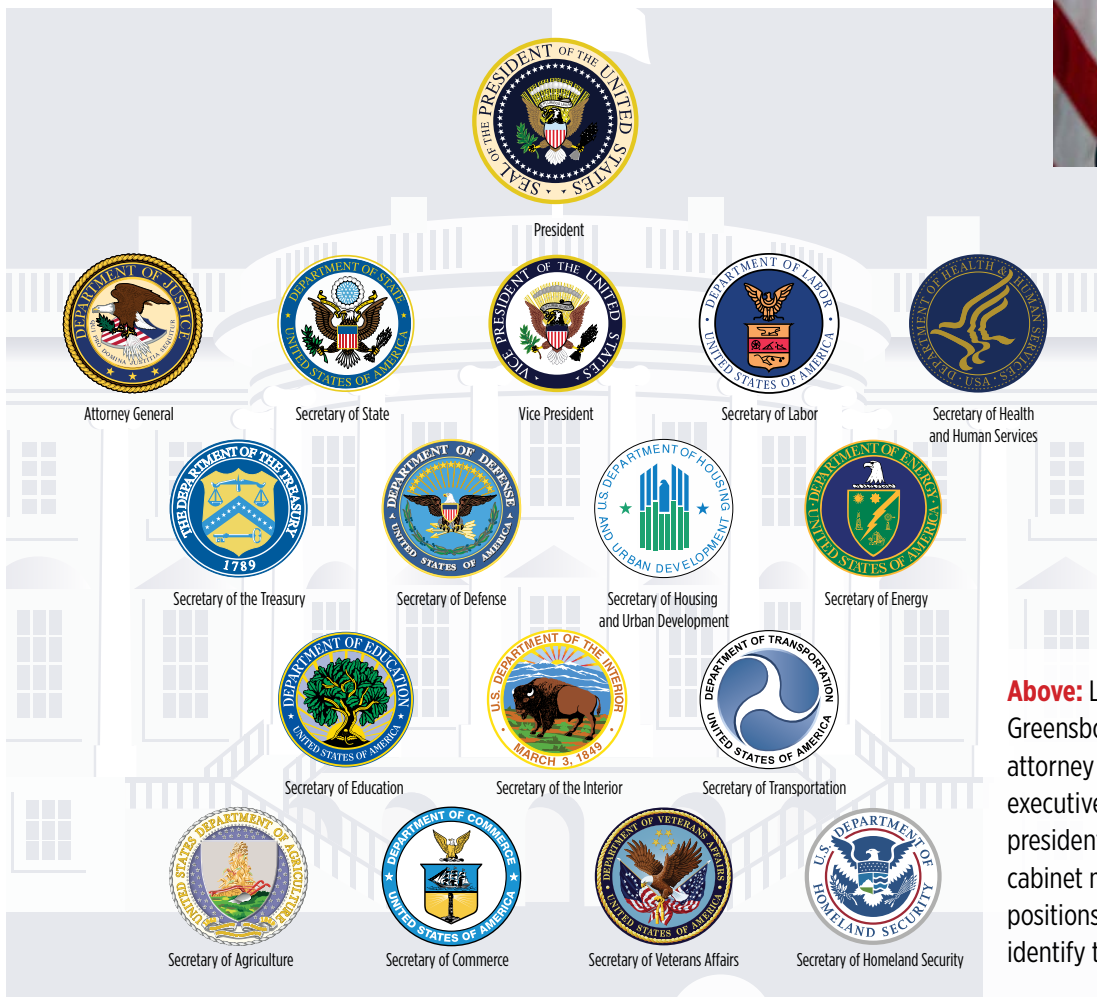 SEAL OF THE PRESIDENT OF THE UNITED STATES
President
DEPARTMENT OF JUSTICE
QUI PRO DOMINA JUSTITIA SEQUITUR
Attorney General
DEPARTMENT OF STATE
UNITED STATES OF AMERICA
Secretary of State
VICE PRESIDENT OF THE UNITED STATES
Vice President
DEPARTMENT OF LABOR
UNITED STATES OF AMERICA
Secretary of Labor
DEPARTMENT OF HEALTH & HUMAN SERVICES
USA
Secretary of Health
and Human Services
THE DEPARTMENT OF THE TREASURY
1789
Secretary of the Treasury
DEPARTMENT OF DEFENSE
UNITED STATES OF AMERICA
Secretary of Defense
U.S. DEPARTMENT OF HOUSING
AND URBAN DEVELOPMENT
Secretary of Housing
and Urban Development
DEPARTMENT OF ENERGY
UNITED STATES OF AMERICA
Secretary of Energy
DEPARTMENT OF EDUCATION
UNITED STATES OF AMERICA
Secretary of Education
U.S. DEPARTMENT OF THE INTERIOR
MARCH 3, 1849
Secretary of the Interior
DEPARTMENT OF TRANSPORTATION
UNITED STATES OF AMERICA
Secretary of Transportation
UNITED STATES DEPARTMENT OF AGRICULTURE
Secretary of Agriculture
DEPARTMENT OF COMMERCE
UNITED STATES OF AMERICA
Secretary of Commerce
DEPARTMENT OF VETERANS AFFAIRS
UNITED STATES OF AMERICA
Secretary of Veterans Affairs
U.S. DEPARTMENT OF
HOMELAND SECURITY
Secretary of Homeland Security
Above: L
Greensbo
attorney
executive
president
cabinet m
positions
identify t